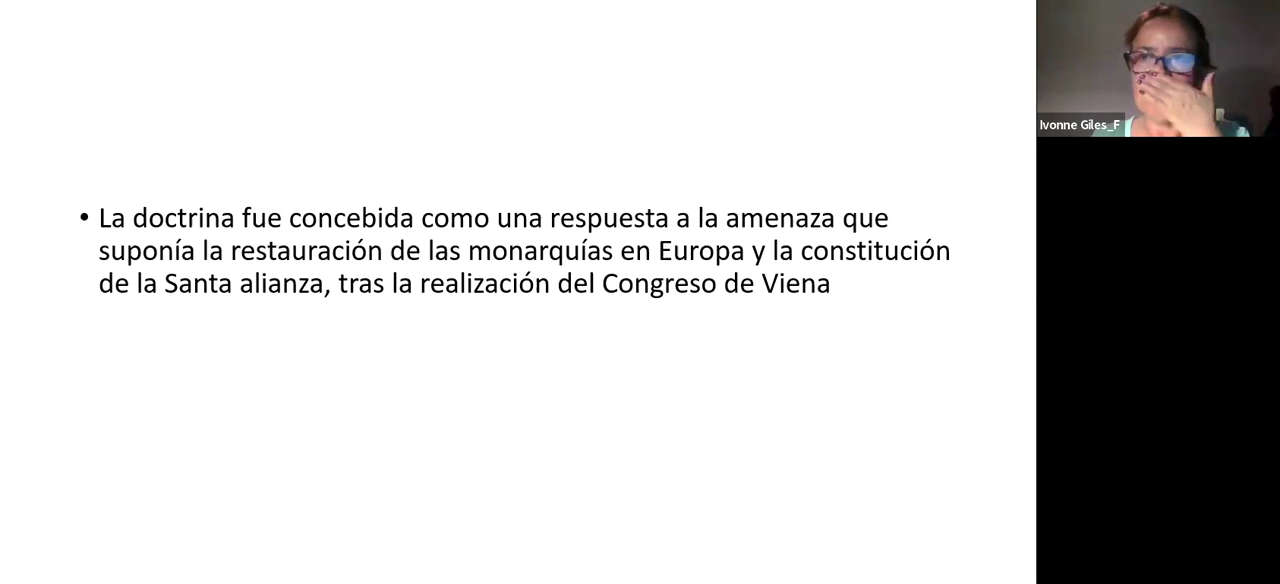 • La doctrina fue concebida como una respuesta a la amenaza que
suponía la restauración de las monarquías en Europa y la constitución
de la Santa alianza, tras la realización del Congreso de Viena
Ivonne Giles_F